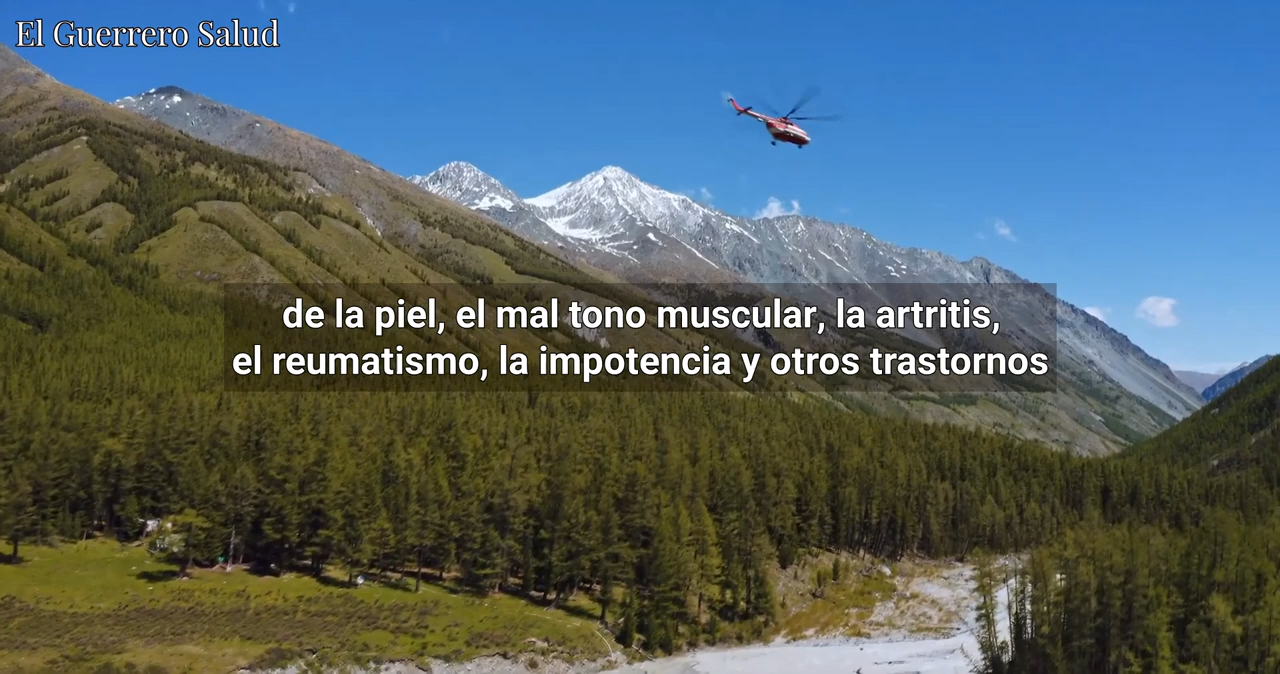 El Guerrero Salud
de la piel, el mal tono muscular, la artritis,
el reumatismo, la impotencia y otros trastornos